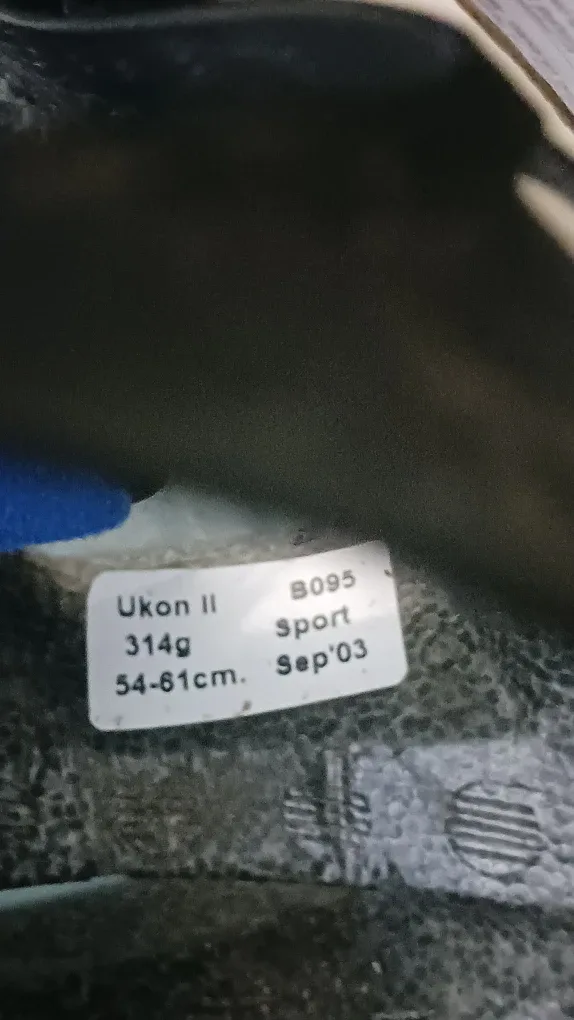 Ukon II B095
314g Sport
54-61cm. Sep'03